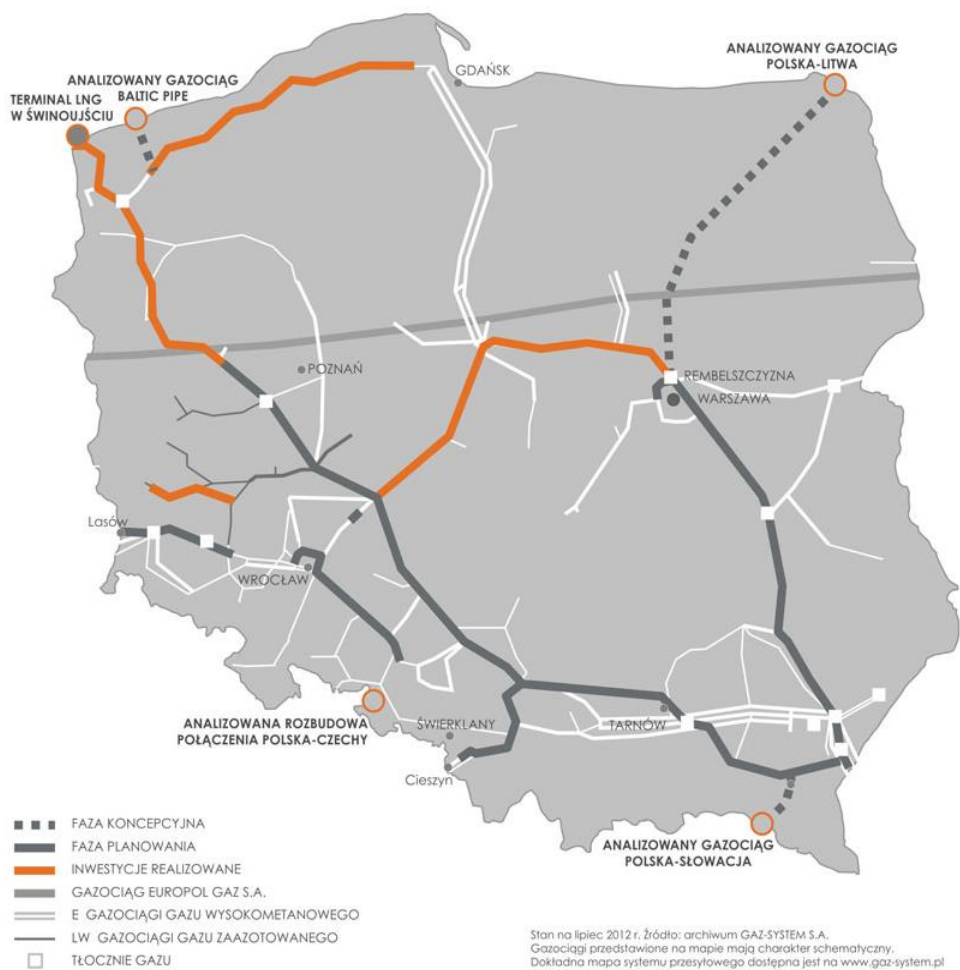 GDAŃSK
ANALIZOWANY GAZOCIĄG
POLSKA-LITWA
ANALIZOWANY GAZOCIĄG
BALTIC PIPE
TERMINAL LNG
W ŚWINOUJŚCIU
POZNAŃ
REMBELSZCZYZNA
WARSZAWA
Lasów
WROCŁAW
ANALIZOWANA ROZBUDOWA
POŁĄCZENIA POLSKA-CZECHY
ŚWIERKLANY
TARNÓW
Cieszyn
ANALIZOWANY GAZOCIĄG
POLSKA-SŁOWACJA
FAZA KONCEPCYJNA
FAZA PLANOWANIA
INWESTYCJE REALIZOWANE
GAZOCIĄG EUROPOL GAZ S.A.
E GAZOCIĄGI GAZU WYSOKOMETANOWEGO
LW GAZOCIĄGI GAZU ZAAZOTOWANEGO
TŁOCZNIE GAZU
Stan na lipiec 2012 r. Źródło: archiwum GAZ-SYSTEM S.A.
Gazociągi przedstawione na mapie mają charakter schematyczny.
Dokładna mapa systemu przesyłowego dostępna jest na www.gaz-system.pl